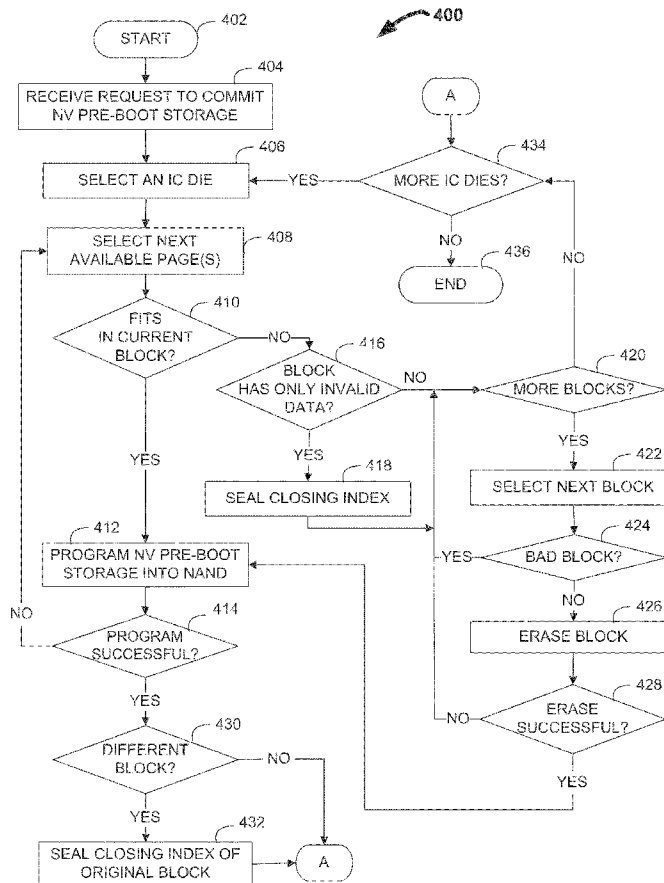 400
START
402
404
RECEIVE REQUEST TO COMMIT
NV PRE-BOOT STORAGE
A
406
SELECT AN IC DIE
YES
434
MORE IC DIES?
SELECT NEXT
AVAILABLE PAGE(S)
408
NO
436
END
NO
410
FITS
IN CURRENT
BLOCK?
NO
416
BLOCK
HAS ONLY INVALID
DATA?
NO
420
MORE BLOCKS?
YES
YES
418
SEAL CLOSING INDEX
YES
422
SELECT NEXT BLOCK
412
PROGRAM NV PRE-BOOT
STORAGE INTO NAND
YES
424
BAD BLOCK?
NO
NO
414
PROGRAM
SUCCESSFUL?
426
ERASE BLOCK
YES
NO
428
ERASE
SUCCESSFUL?
430
DIFFERENT
BLOCK?
NO
YES
YES
432
SEAL CLOSING INDEX OF
ORIGINAL BLOCK
A